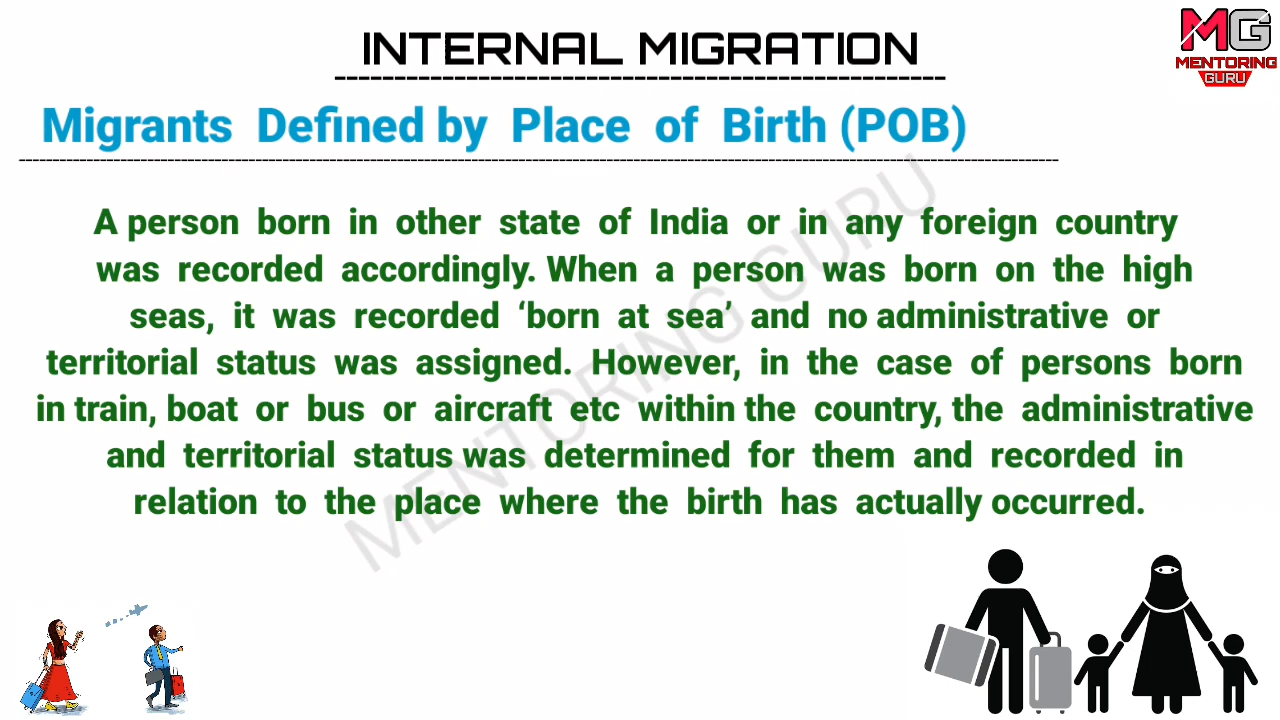 INTERNAL MIGRATION
MG
MENTORING
GURU
Migrants Defined by Place of Birth (POB)
A person born in other state of India or in any foreign country
was recorded accordingly. When a person was born on the high
seas, it was recorded ‘born at sea’ and no administrative or
territorial status was assigned. However, in the case of persons born
in train, boat or bus or aircraft etc within the country, the administrative
and territorial status was determined for them and recorded in
relation to the place where the birth has actually occurred.
MENTORING GURU